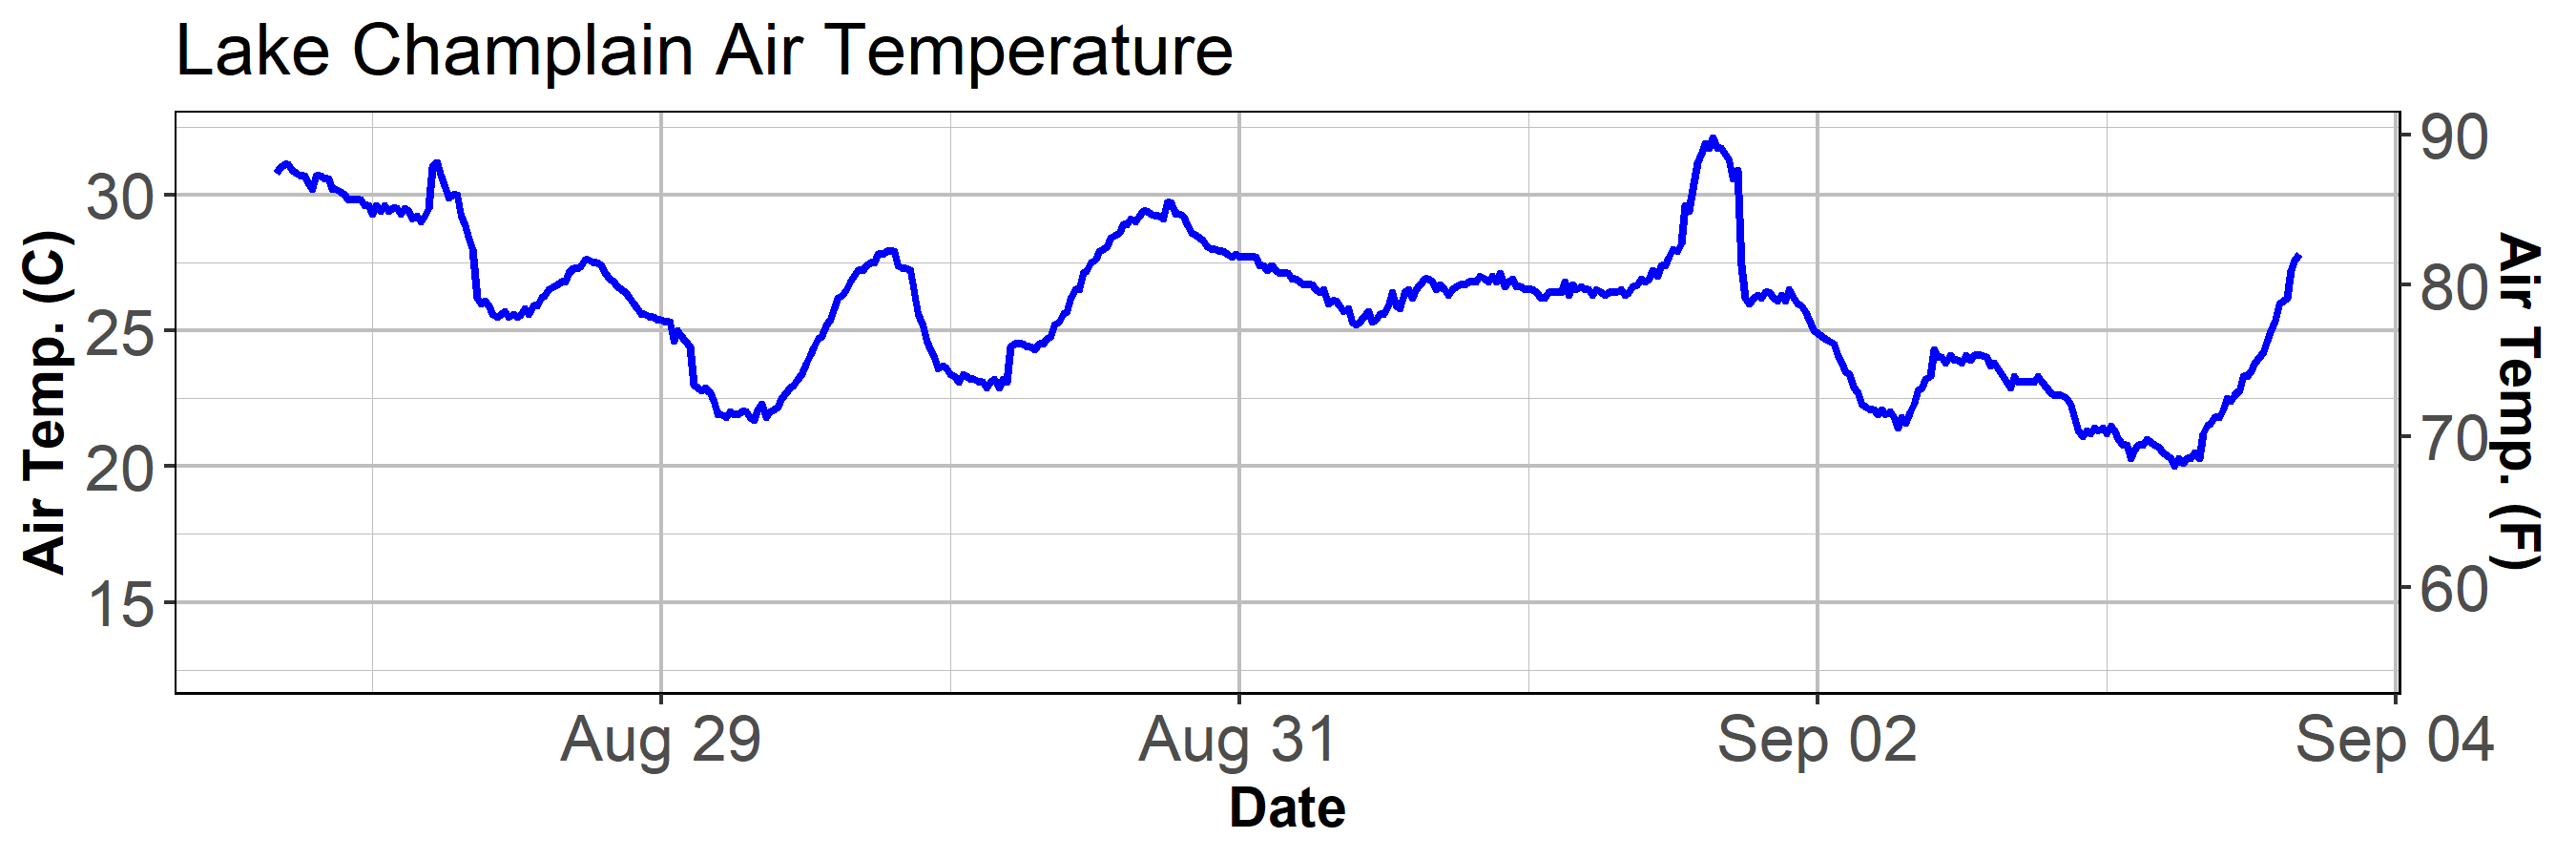 Lake Champlain Air Temperature
Air Temp. (C)
30
25
20
15
90
80
70
60
Air Temp. (F)
Aug 29
Aug 31
Sep 02
Sep 04
Date